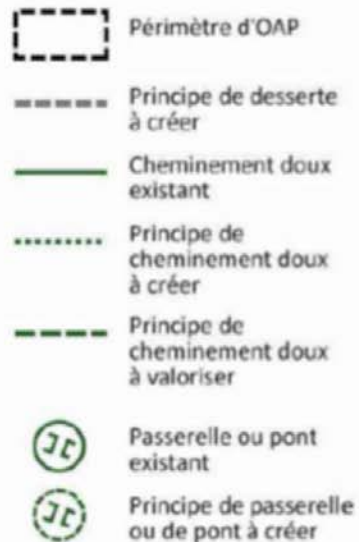 Périmètre d'OAP
Principe de desserte
à créer
Cheminement doux
existant
Principe de
cheminement doux
à créer
Principe de
cheminement doux
à valoriser
Passerelle ou pont
existant
Principe de passerelle
ou de pont à créer